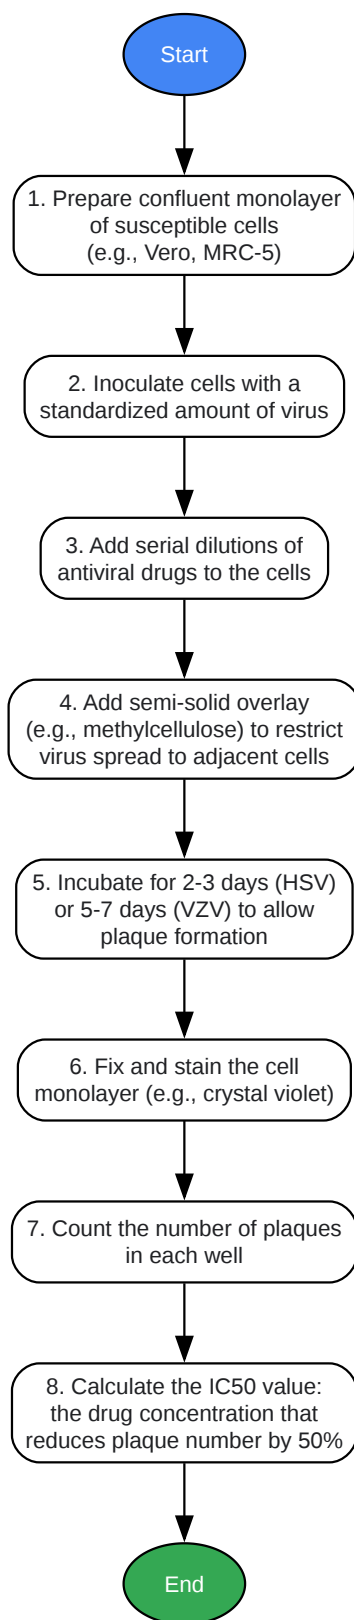 Start
1. Prepare confluent monolayer
of susceptible cells
(e.g., Vero, MRC-5)
2. Inoculate cells with a
standardized amount of virus
3. Add serial dilutions of
antiviral drugs to the cells
4. Add semi-solid overlay
(e.g., methylcellulose) to restrict
virus spread to adjacent cells
5. Incubate for 2-3 days (HSV)
or 5-7 days (VZV) to allow
plaque formation
6. Fix and stain the cell
monolayer (e.g., crystal violet)
7. Count the number of plaques
in each well
8. Calculate the IC50 value:
the drug concentration that
reduces plaque number by 50%
End